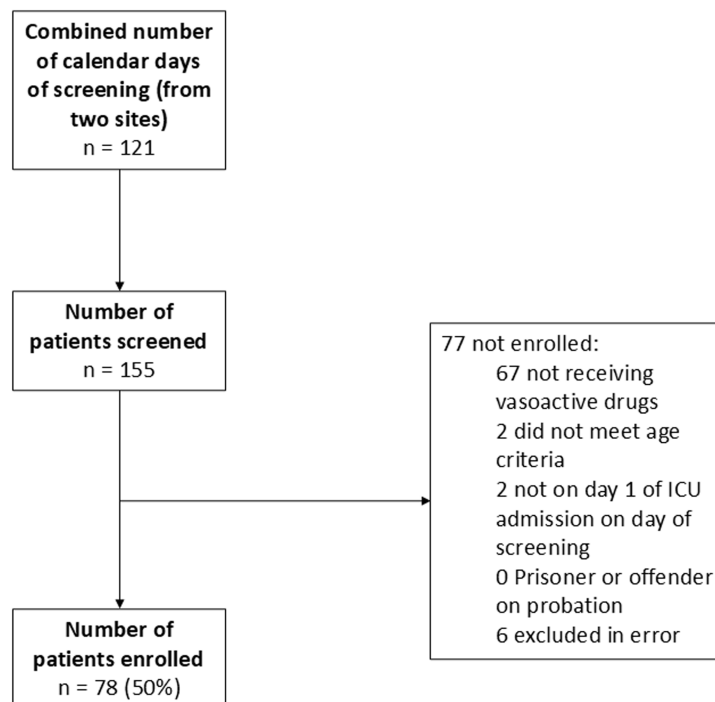 Combined number
of calendar days
of screening (from
two sites)
n = 121
Number of
patients screened
n = 155
77 not enrolled:
67 not receiving
vasoactive drugs
2 did not meet age
criteria
2 not on day 1 of ICU
admission on day of
screening
0 Prisoner or offender
on probation
6 excluded in error
Number of
patients enrolled
n = 78 (50%)